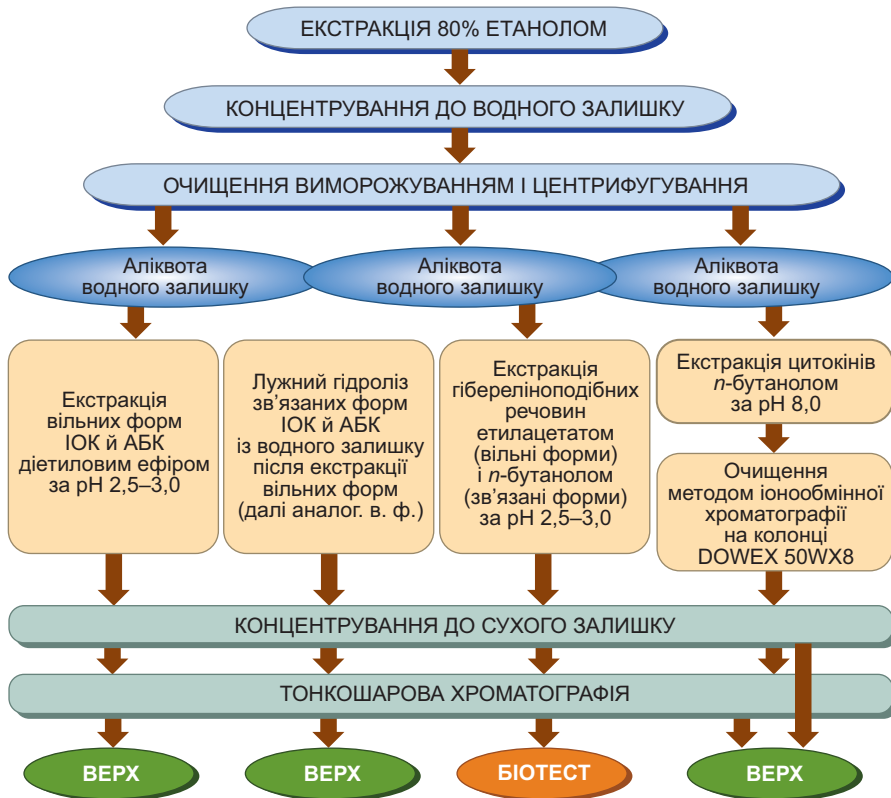 ЕКСТРАКЦІЯ 80% ЕТАНОЛОМ
КОНЦЕНТРУВАННЯ ДО ВОДНОГО ЗАЛИШКУ
ОЧИЩЕННЯ ВИМОРОЖУВАННЯМ І ЦЕНТРИФУГУВАННЯ
Аліквота
водного залишку
Аліквота
водного залишку
Аліквота
водного залишку
Екстракція
вільних форм
ІОК й АБК
діетиловим ефіром
за pH 2,5–3,0
Лужний гідроліз
зв’язаних форм
ІОК й АБК
із водного залишку
після екстракції
вільних форм
(далі аналог. в. ф.)
Екстракція
гібереліноподібних
речовин
етилацетатом
(вільні форми)
і n-бутанолом
(зв’язані форми)
за pH 2,5–3,0
Екстракція цитокінів
n-бутанолом
за pH 8,0
Очищення
методом іонообмінної
хроматографії
на колонці
DOWEX 50WX8
КОНЦЕНТРУВАННЯ ДО СУХОГО ЗАЛИШКУ
ТОНКОШАРОВА ХРОМАТОГРАФІЯ
ВЕРХ
ВЕРХ
БІОТЕСТ
ВЕРХ